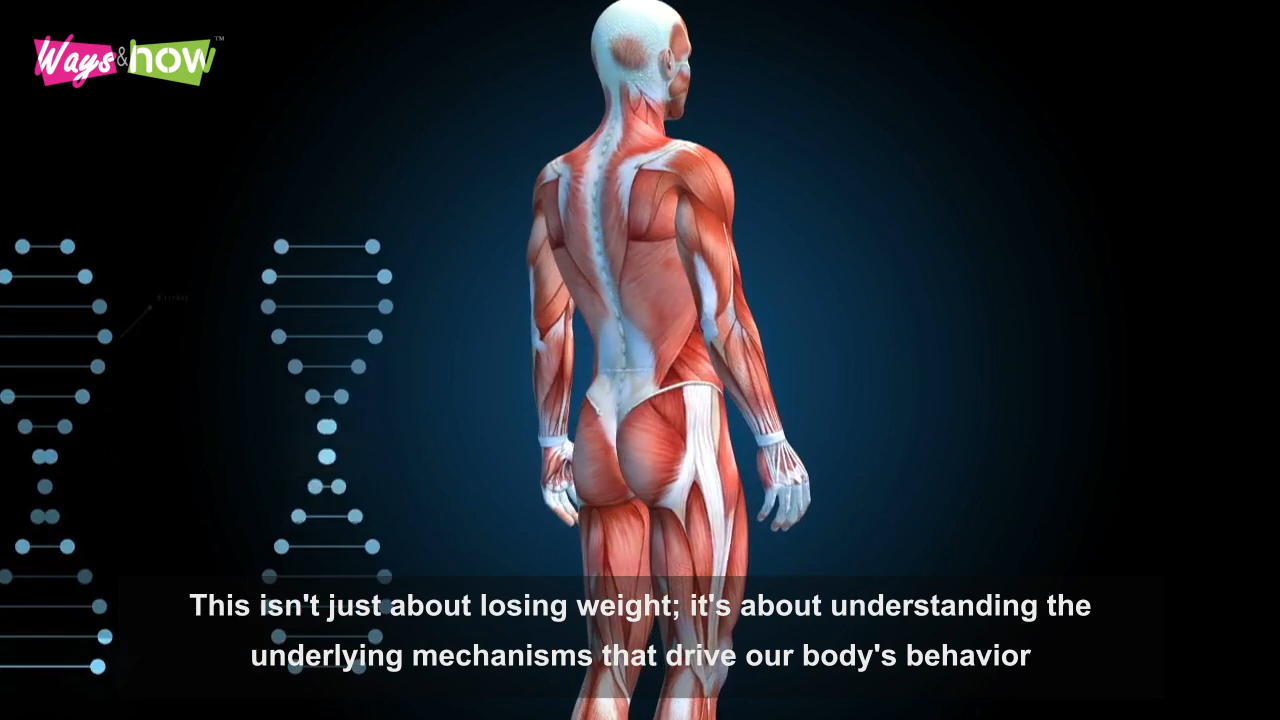 Ways & how ™
This isn't just about losing weight; it's about understanding the
underlying mechanisms that drive our body's behavior